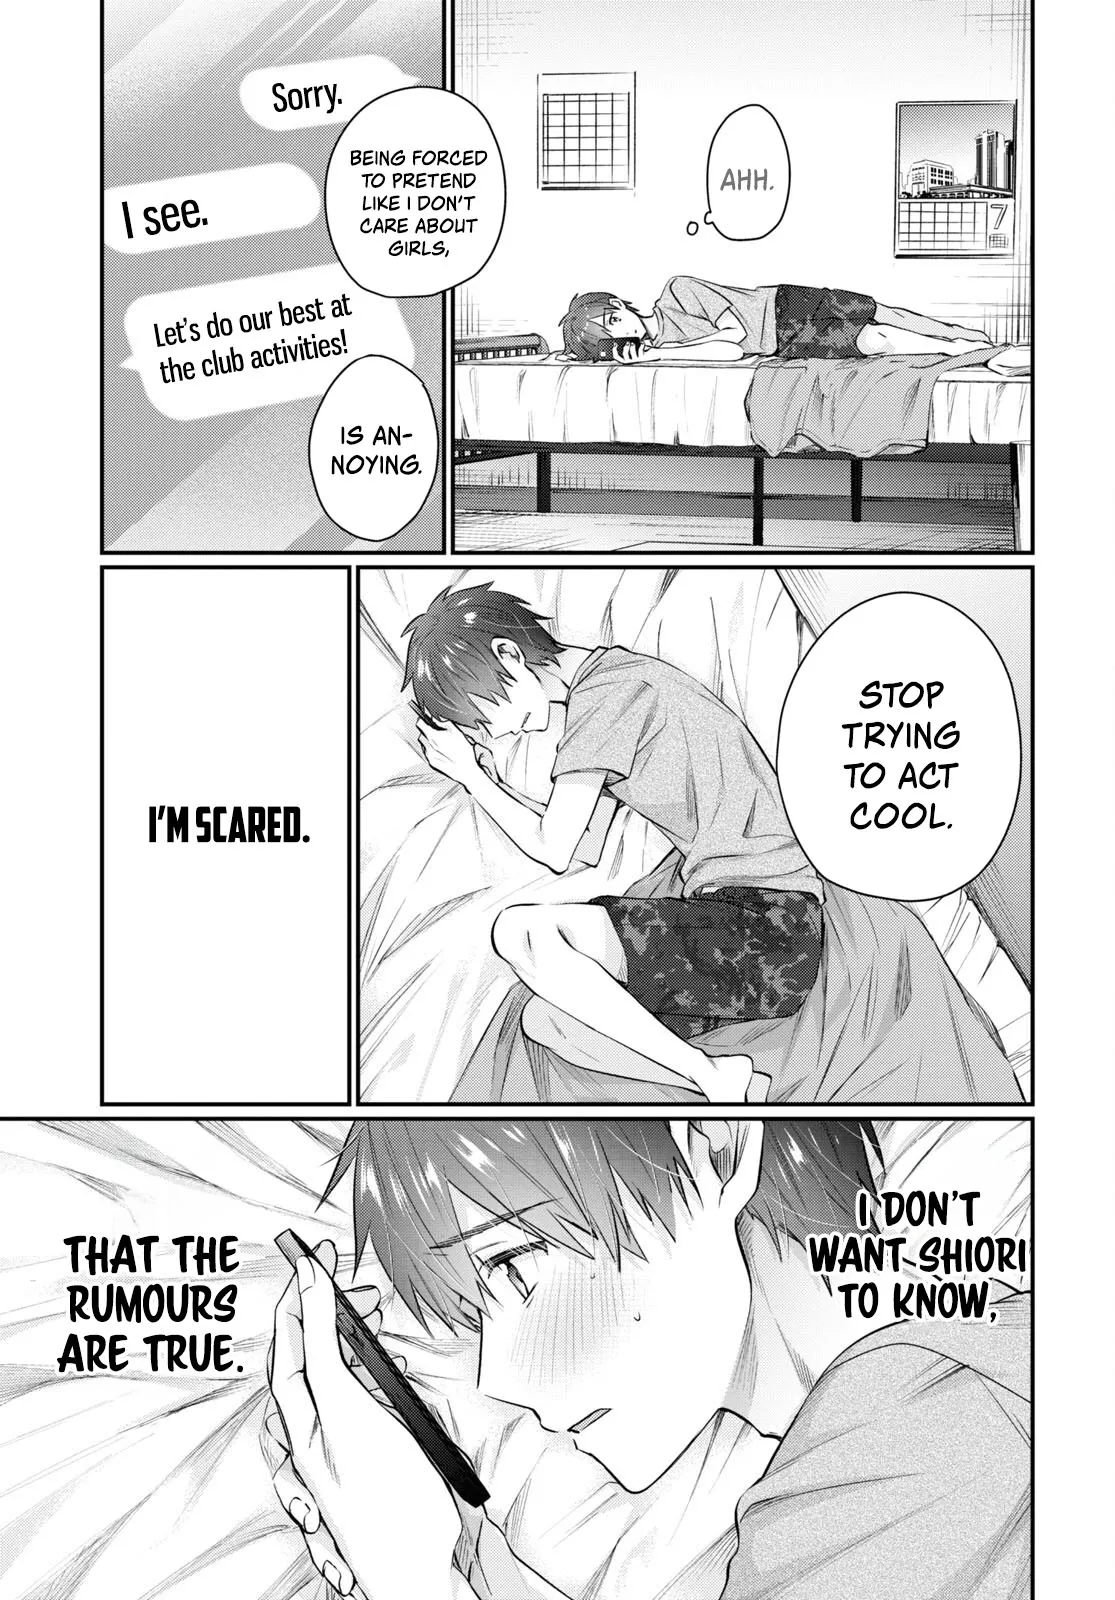 AHH.
7
Sorry.
BEING FORCED
TO PRETEND
LIKE I DON'T
CARE ABOUT
GIRLS,
I see.
Let's do our best at
the club activities!
IS AN-
NOYING.
STOP
TRYING
TO ACT
COOL.
I'M SCARED.
I DON'T
WANT SHIORI
TO KNOW,
THAT THE
RUMOURS
ARE TRUE.